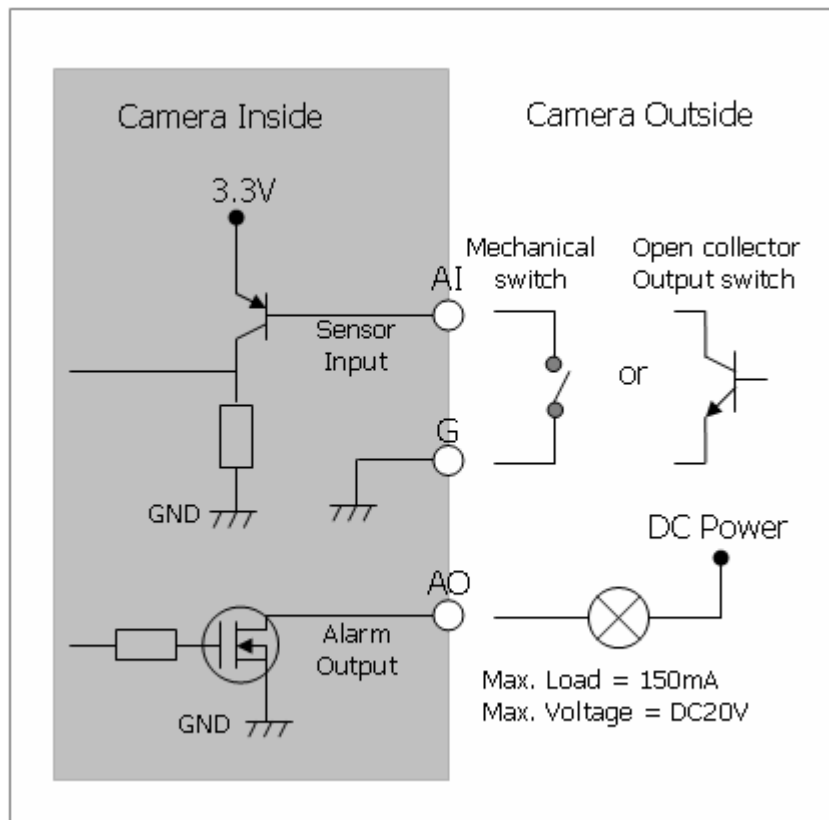 Camera Inside
Camera Outside
3.3V
AI
Sensor
Input
Mechanical
switch
Open collector
Output switch
or
G
GND
DC Power
AO
Alarm
Output
GND
Max. Load = 150mA
Max. Voltage = DC20V